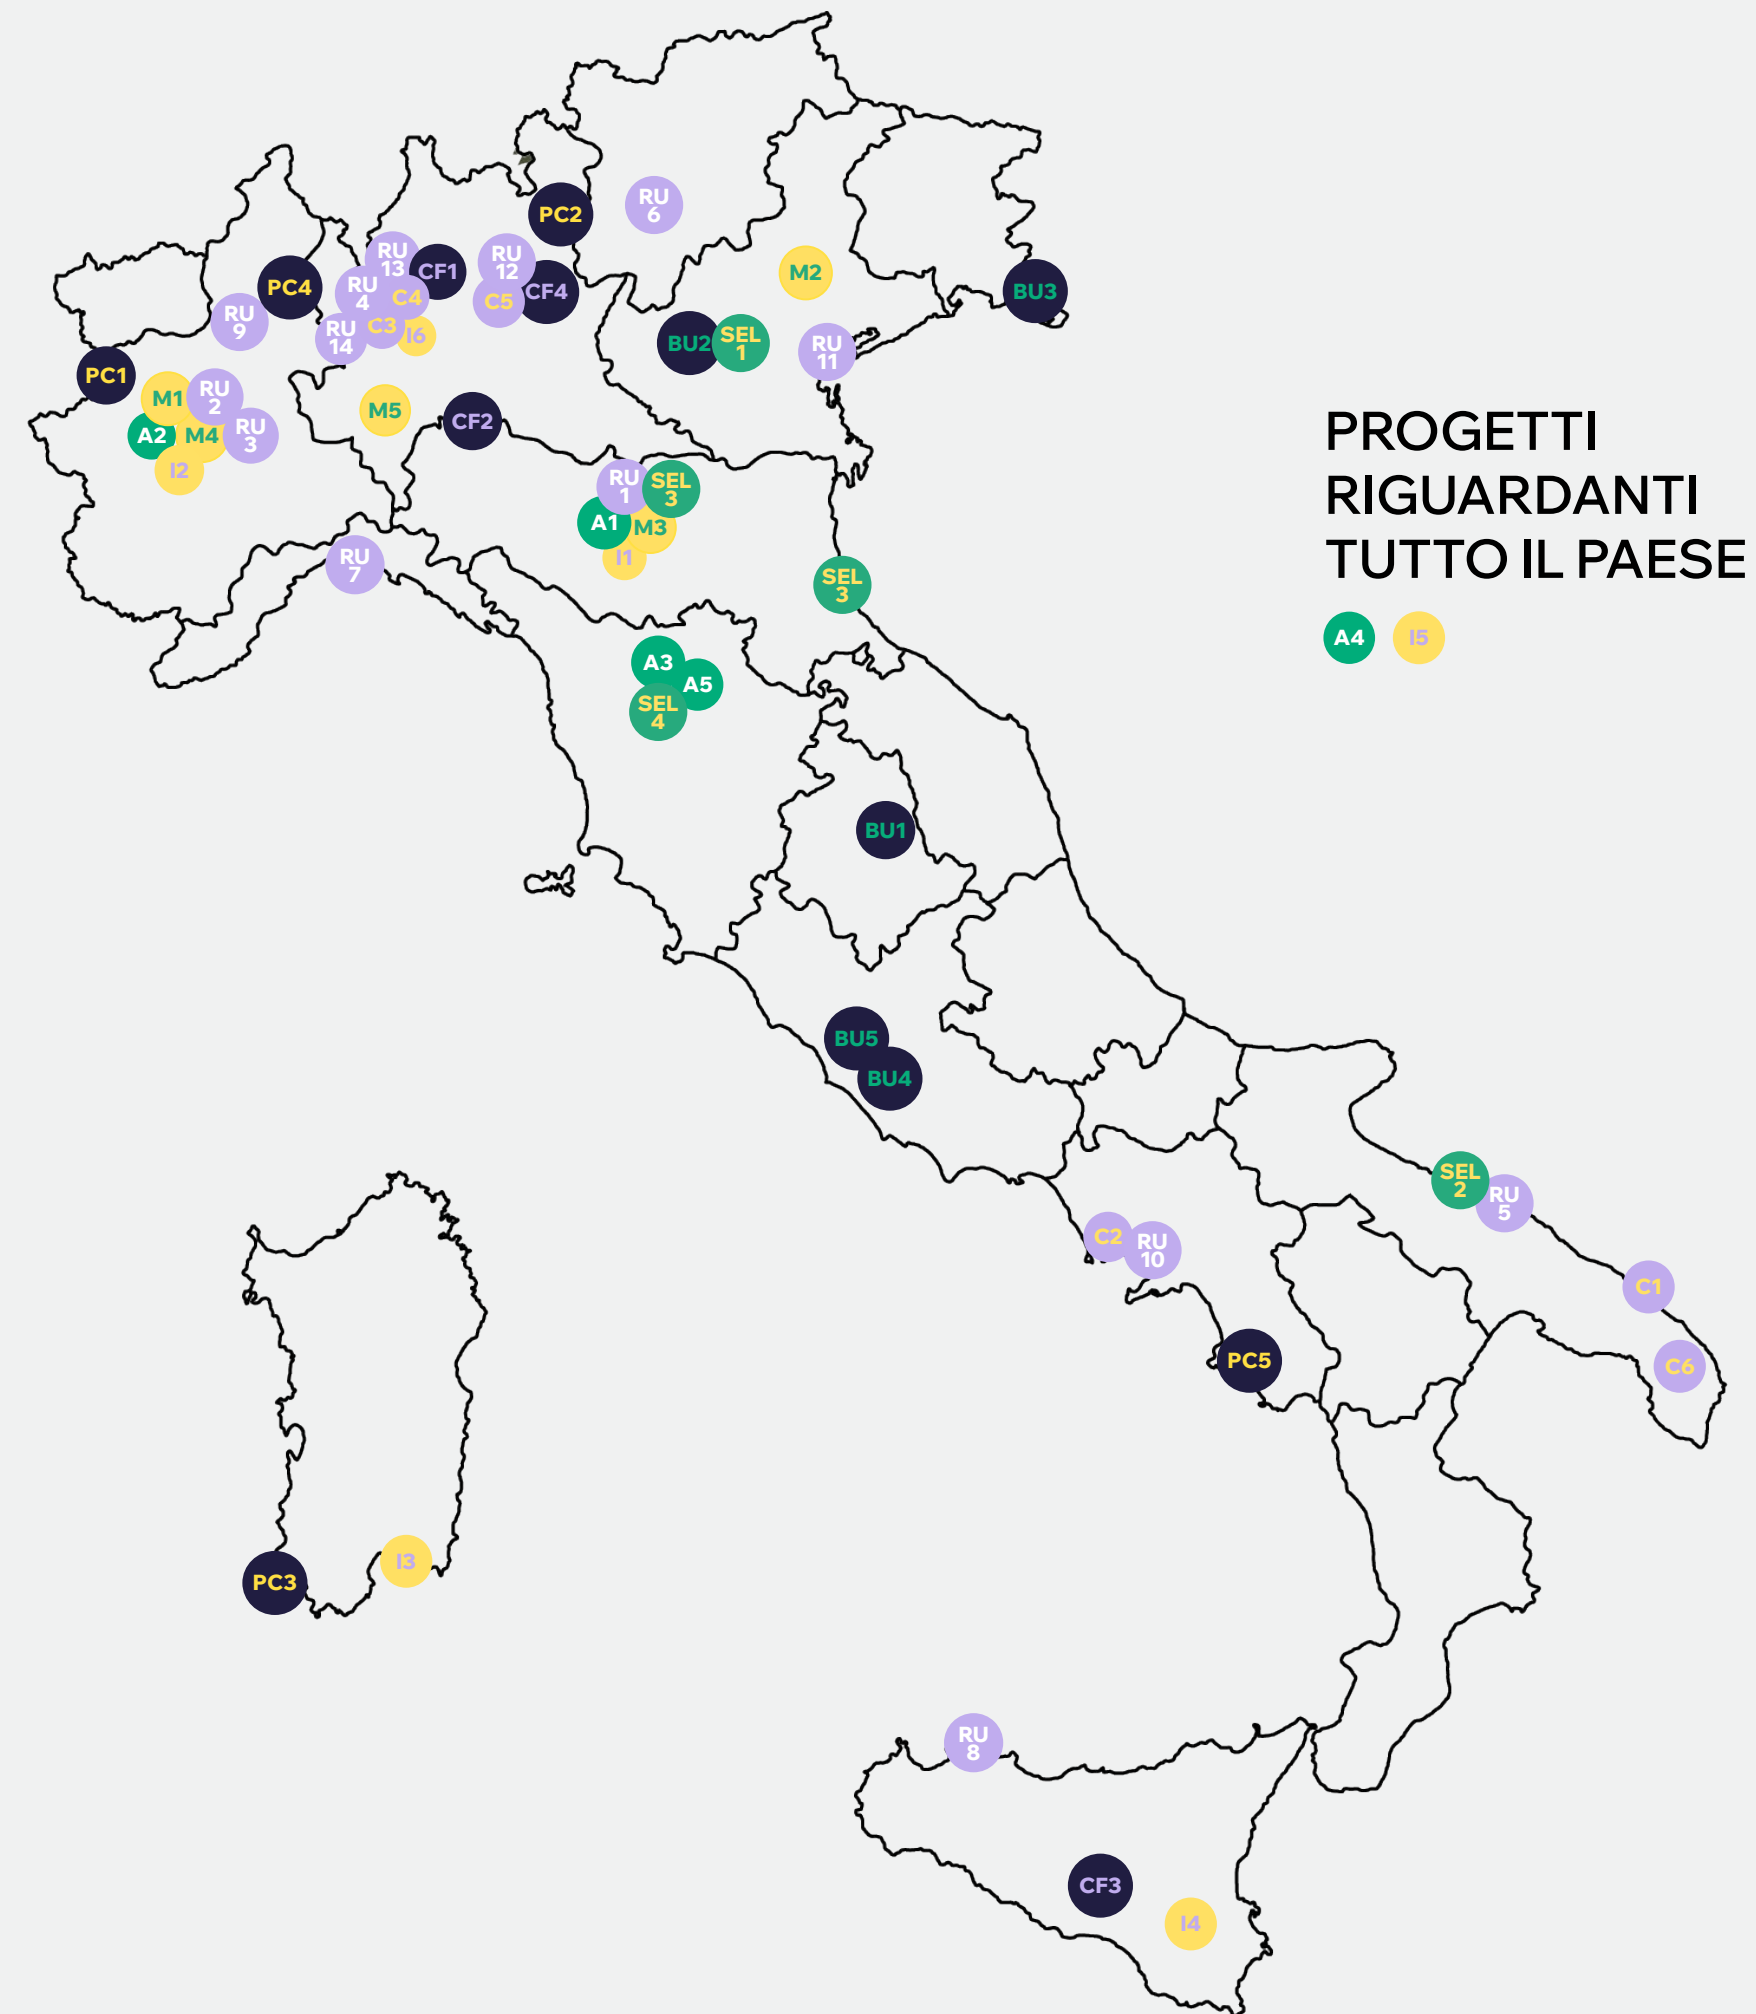 PC2
RU
6
RU
13
CF1
RU
12
CF4
C5
RU
4
C4
C3
RU
14
I6
PC4
RU
9
M2
BU3
BU2
SEL
1
RU
11
PC1
M1
RU
2
A2
M4
RU
3
I2
M5
CF2
RU
1
SEL
3
A1
M3
I1
RU
7
SEL
3
PROGETTI
RIGUARDANTI
TUTTO IL PAESE
A4
I5
A3
A5
SEL
4
BU1
BU5
BU4
SEL
2
RU
5
C2
RU
10
C1
PC5
C6
PC3
I3
RU
8
CF3
I4